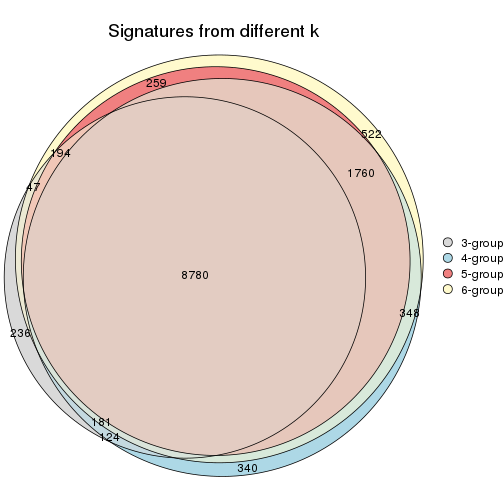 Signatures from different k
259
522
194
1760
47
8780
3-group
4-group
5-group
6-group
348
236
181
124
340